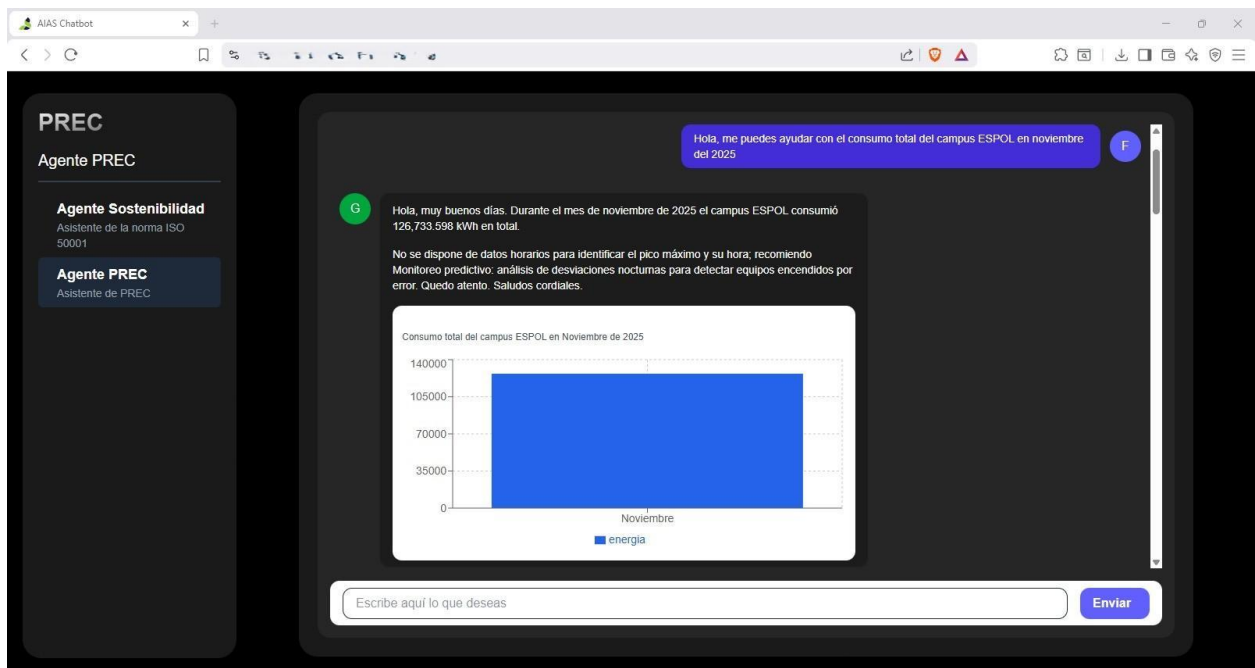 AIAS Chatbot
PREC
Agente PREC
Agente Sostenibilidad
Asistente de la norma ISO
50001
Agente PREC
Asistente de PREC
Hola, me puedes ayudar con el consumo total del campus ESPOL en noviembre
del 2025
F
G
Hola, muy buenos días. Durante el mes de noviembre de 2025 el campus ESPOL consumió
126,733.598 kWh en total.
No se dispone de datos horarios para identificar el pico máximo y su hora; recomiendo
Monitoreo predictivo: análisis de desviaciones nocturnas para detectar equipos encendidos por
error. Quedo atento. Saludos cordiales.
Consumo total del campus ESPOL en Noviembre de 2025
140000
105000
70000
35000
0
Noviembre
energia
Escribe aquí lo que deseas
Enviar